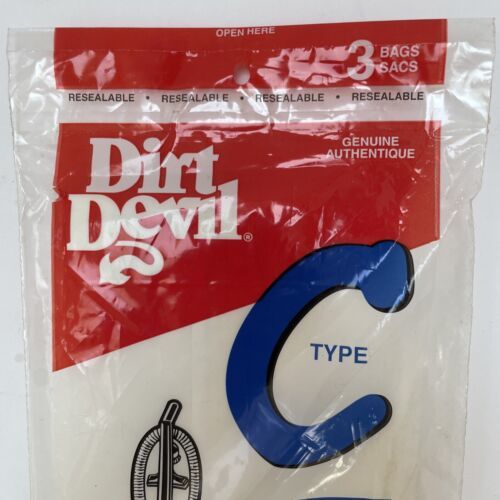 OPEN HERE
3 BAGS
SACS
RESEALABLE • RESEALABLE • RESEALABLE • RESEALABLE
GENUINE
AUTHENTIQUE
Dirt
Devil®
C
TYPE